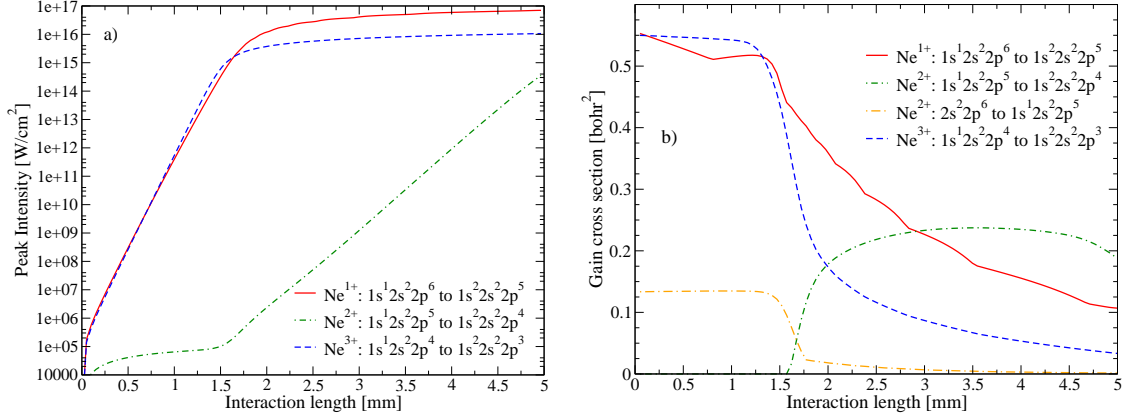 1e+17
1e+16
1e+15
1e+14
1e+13
1e+12
1e+11
1e+10
1e+09
1e+08
1e+07
1e+06
1e+05
10000
Peak Intensity [W/cm²]
a)
Ne¹⁺: 1s¹2s²2p⁶ to 1s²2s²2p⁵
Ne²⁺: 1s¹2s²2p⁵ to 1s²2s²2p⁴
Ne³⁺: 1s¹2s²2p⁴ to 1s²2s²2p³
0 0.5 1 1.5 2 2.5 3 3.5 4 4.5 5
Interaction length [mm]
0.5
0.4
0.3
0.2
0.1
0
Gain cross section [bohr²]
b)
Ne¹⁺: 1s¹2s²2p⁶ to 1s²2s²2p⁵
Ne²⁺: 1s¹2s²2p⁵ to 1s²2s²2p⁴
Ne²⁺: 2s²2p⁶ to 1s²2s²2p⁵
Ne³⁺: 1s¹2s²2p⁴ to 1s²2s²2p³
0 0.5 1 1.5 2 2.5 3 3.5 4 4.5 5
Interaction length [mm]